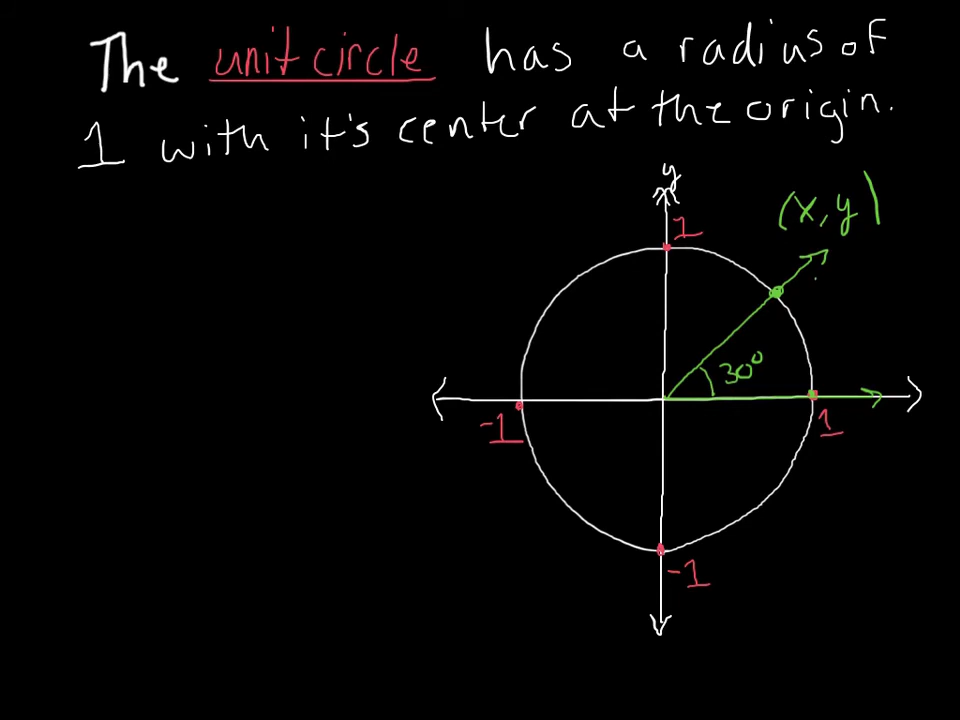 The unit circle has a radius of
1 with it's center at the origin.
y
(x,y)
1
30°
-1
1
-1